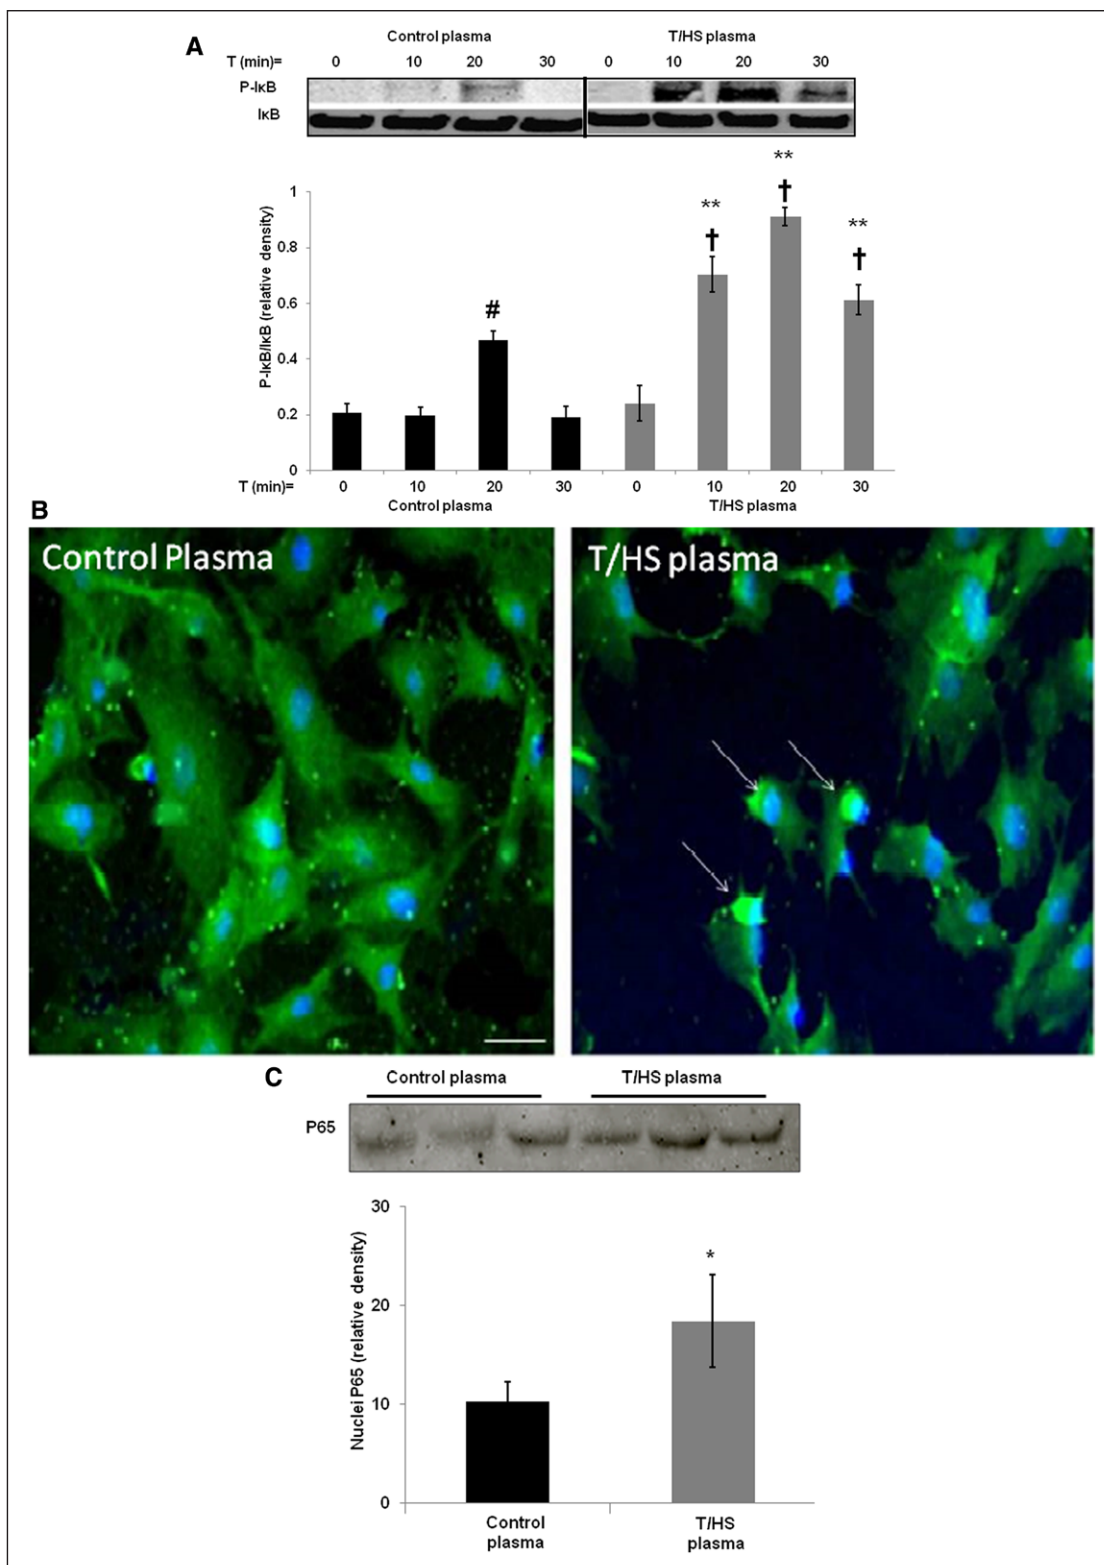 A
Control plasma T/HS plasma
T (min)= 0 10 20 30 0 10 20 30
P-IκB
IκB
P-IκB/IκB (relative density)
1
0.8
0.6
0.4
0.2
0
#
**
†
**
†
**
†
T (min)= 0 10 20 30 0 10 20 30
Control plasma T/HS plasma
B
Control Plasma
T/HS plasma
C
Control plasma T/HS plasma
P65
Nuclei P65 (relative density)
30
20
10
0
*
Control plasma
T/HS plasma